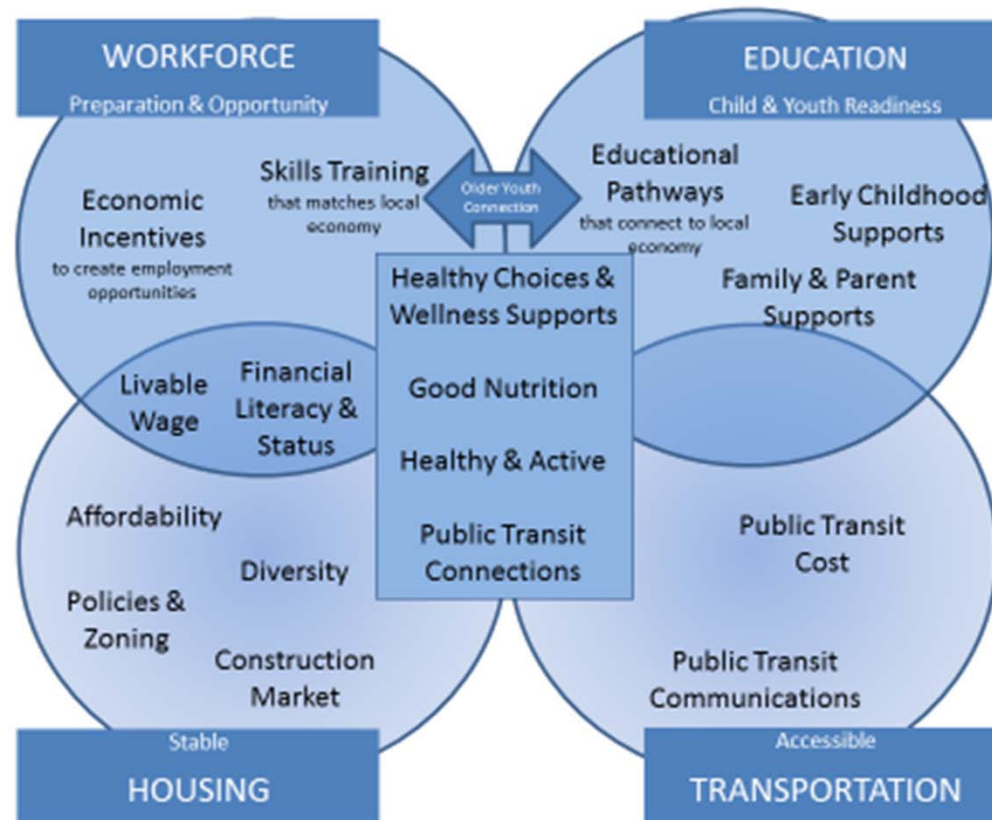 WORKFORCE
Preparation & Opportunity
EDUCATION
Child & Youth Readiness
Skills Training
that matches local
economy
Economic
Incentives
to create employment
opportunities
Older Youth
Connection
Educational
Pathways
that connect to local
economy
Early Childhood
Supports
Family & Parent
Supports
Healthy Choices &
Wellness Supports
Good Nutrition
Healthy & Active
Public Transit
Connections
Livable
Wage
Financial
Literacy &
Status
Affordability
Diversity
Policies &
Zoning
Construction
Market
Public Transit
Cost
Public Transit
Communications
Stable
HOUSING
Accessible
TRANSPORTATION